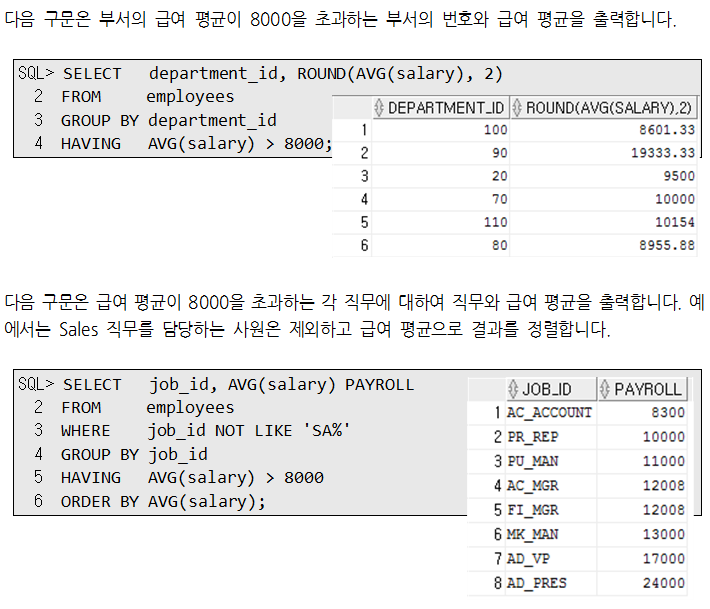 다음 구문은 부서의 급여 평균이 8000을 초과하는 부서의 번호와 급여 평균을 출력합니다.
SQL> SELECT department_id, ROUND(AVG(salary), 2)
2 FROM employees
3 GROUP BY department_id
4 HAVING AVG(salary) > 8000;
DEPARTMENT_ID ROUND(AVG(SALARY),2)
1 100 8601.33
2 90 19333.33
3 20 9500
4 70 10000
5 110 10154
6 80 8955.88
다음 구문은 급여 평균이 8000을 초과하는 각 직무에 대하여 직무와 급여 평균을 출력합니다. 예
에서는 Sales 직무를 담당하는 사원은 제외하고 급여 평균으로 결과를 정렬합니다.
SQL> SELECT job_id, AVG(salary) PAYROLL
2 FROM employees
3 WHERE job_id NOT LIKE 'SA%'
4 GROUP BY job_id
5 HAVING AVG(salary) > 8000
6 ORDER BY AVG(salary);
JOB_ID PAYROLL
1 AC_ACCOUNT 8300
2 PR_REP 10000
3 PU_MAN 11000
4 AC_MGR 12008
5 FI_MGR 12008
6 MK_MAN 13000
7 AD_VP 17000
8 AD_PRES 24000